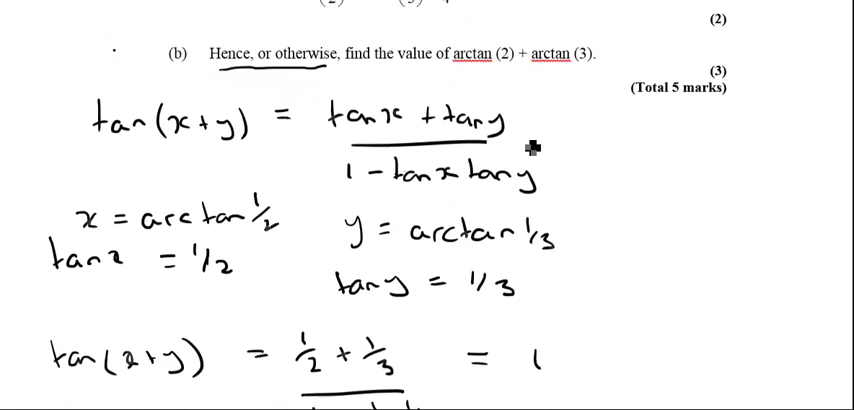 (2)
(b) Hence, or otherwise, find the value of arctan (2) + arctan (3).
(3)
(Total 5 marks)
tan(x+y) = tanx + tany
1 - tanx tany
x = arctan 1/2
y = arctan 1/3
tanx = 1/2
tany = 1/3
tan(x+y) = 1/2 + 1/3 = 1